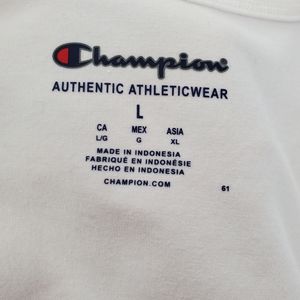 Champion
AUTHENTIC ATHLETICWEAR
L
CA MEX ASIA
L/G G XL
MADE IN INDONESIA
FABRIQUÉ EN INDONÉSIE
HECHO EN INDONESIA
CHAMPION.COM 61